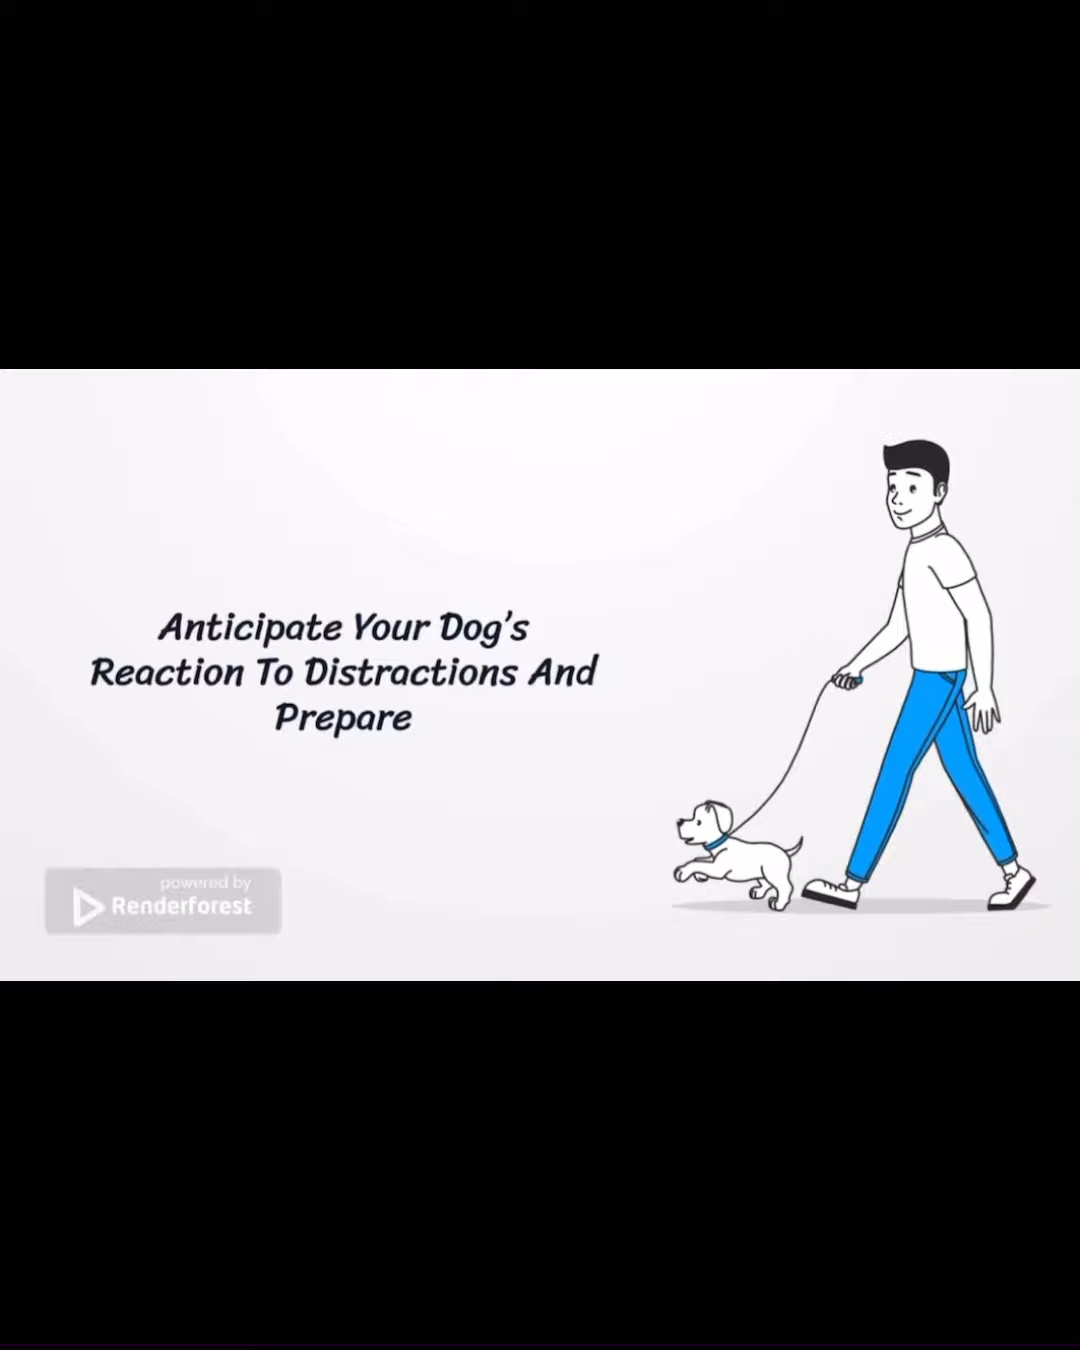 Anticipate Your Dog's
Reaction To Distractions And
Prepare
powered by
Renderforest